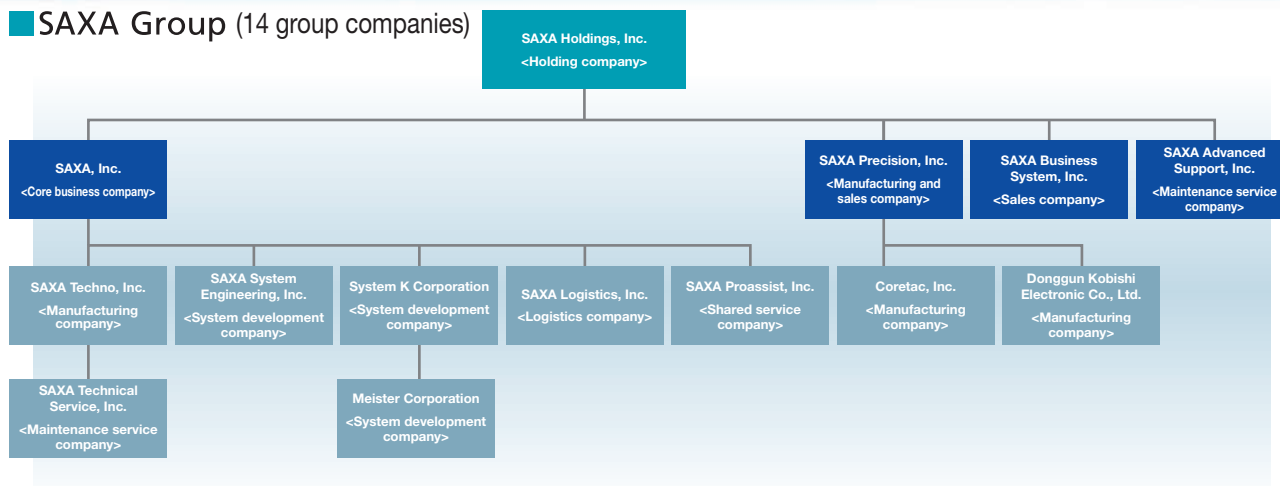 SAXA Group (14 group companies)
SAXA Holdings, Inc.
<Holding company>
SAXA, Inc.
<Core business company>
SAXA Precision, Inc.
<Manufacturing and
sales company>
SAXA Business
System, Inc.
<Sales company>
SAXA Advanced
Support, Inc.
<Maintenance service
company>
SAXA Techno, Inc.
<Manufacturing
company>
SAXA System
Engineering, Inc.
<System development
company>
System K Corporation
<System development
company>
SAXA Logistics, Inc.
<Logistics company>
SAXA Proassist, Inc.
<Shared service
company>
Coretac, Inc.
<Manufacturing
company>
Donggun Kobishi
Electronic Co., Ltd.
<Manufacturing
company>
SAXA Technical
Service, Inc.
<Maintenance service
company>
Meister Corporation
<System development
company>